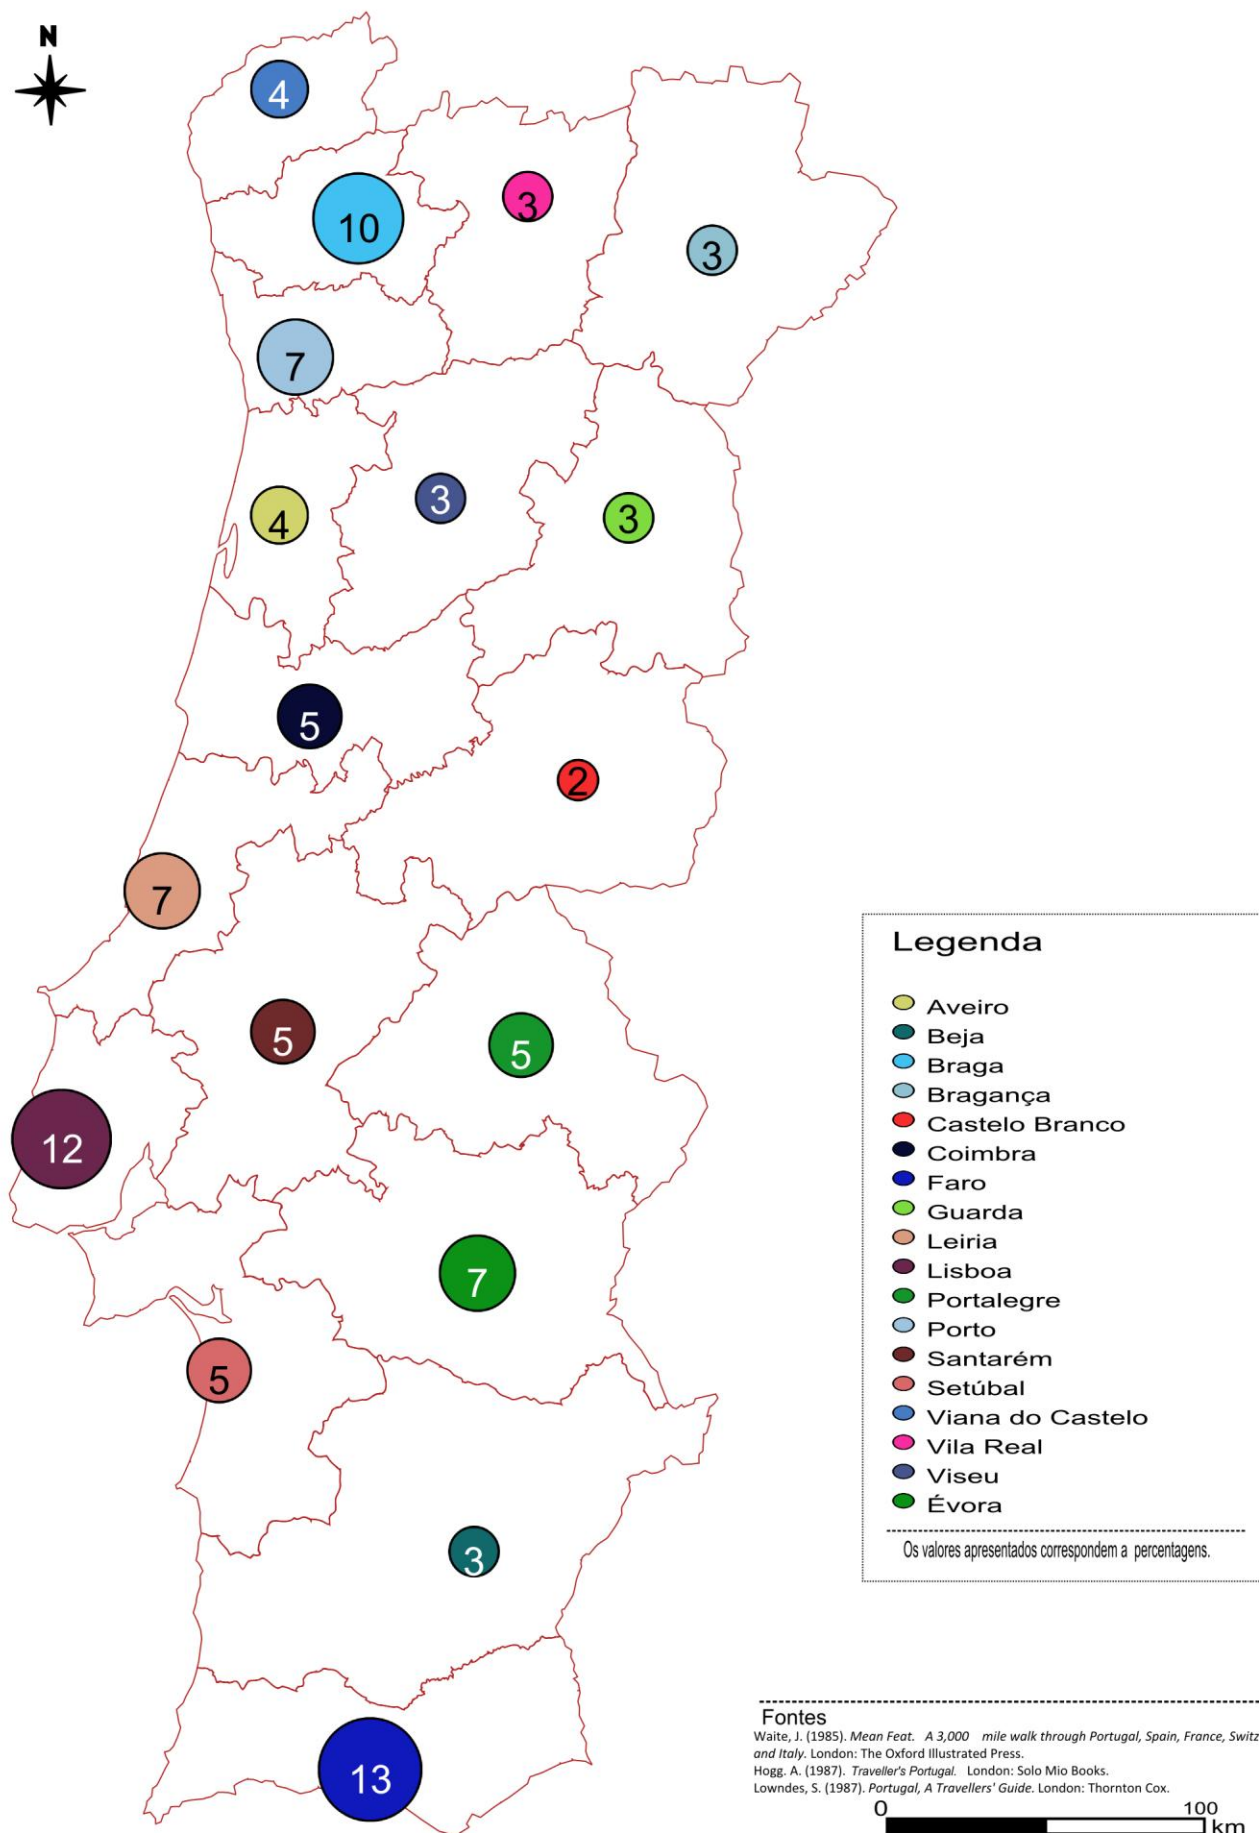 N
4
10
3
3
7
4
3
3
5
2
7
5
5
12
7
5
3
13
Legenda
Aveiro
Beja
Braga
Bragança
Castelo Branco
Coimbra
Faro
Guarda
Leiria
Lisboa
Portalegre
Porto
Santarém
Setúbal
Viana do Castelo
Vila Real
Viseu
Évora
Os valores apresentados correspondem a percentagens.
Fontes
Waite, J. (1985). Mean Feat. A 3,000 mile walk through Portugal, Spain, France, Switz
and Italy. London: The Oxford Illustrated Press.
Hogg. A. (1987). Traveller's Portugal. London: Solo Mio Books.
Lowndes, S. (1987). Portugal, A Travellers' Guide. London: Thornton Cox.
0 100
km